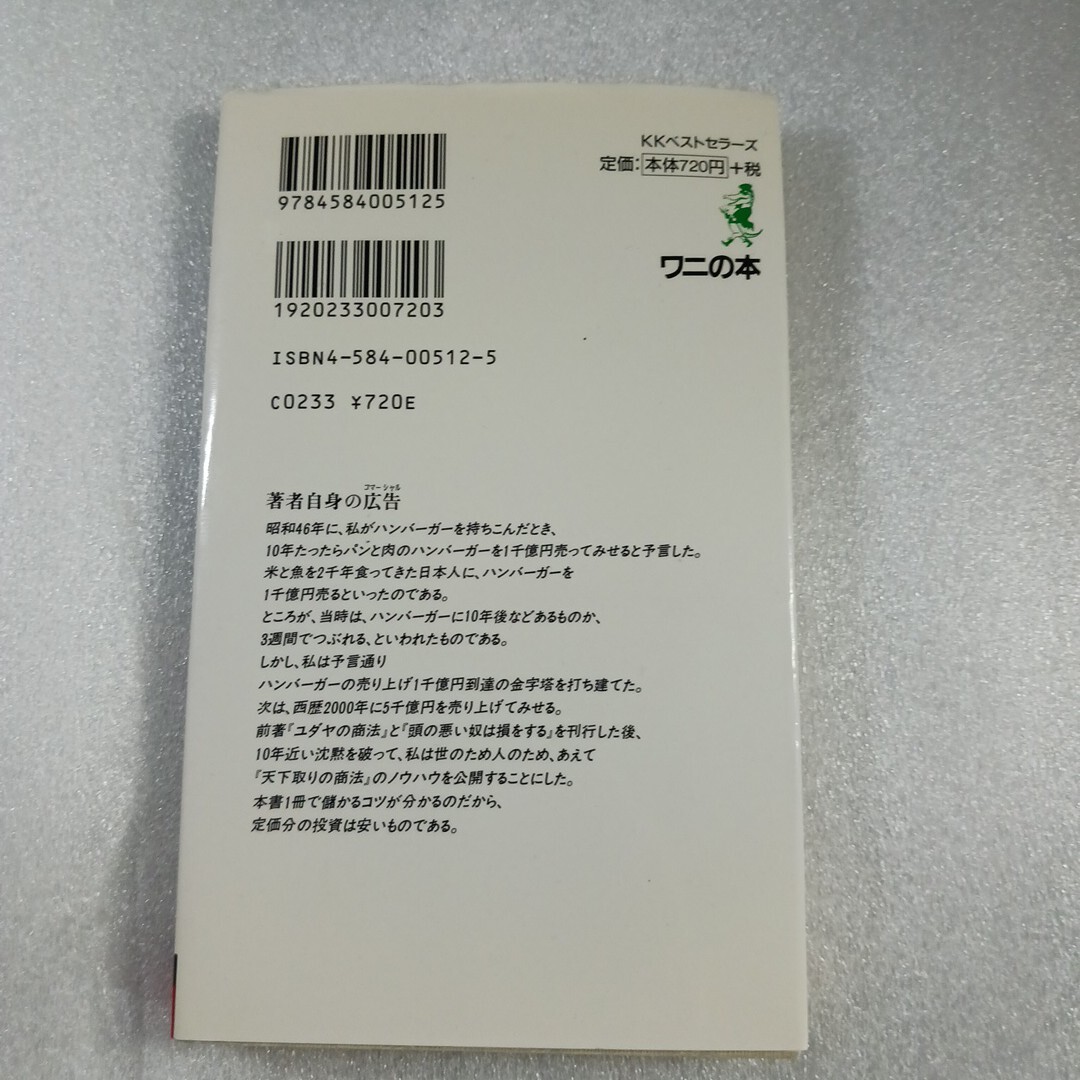 9784584005125
1920233007203
ISBN4-584-00512-5
C0233 ¥720E
KKベストセラーズ
定価：本体720円+税
ワニの本
コマーシャル
著者自身の広告
昭和46年に、私がハンバーガーを持ちこんだとき、
10年たったらパンと肉のハンバーガーを1千億円売ってみせると予言した。
米と魚を2千年食ってきた日本人に、ハンバーガーを
1千億円売るといったのである。
ところが、当時は、ハンバーガーに10年後などあるものか、
3週間でつぶれる、といわれたものである。
しかし、私は予言通り
ハンバーガーの売り上げ1千億円到達の金字塔を打ち建てた。
次は、西歴2000年に5千億円を売り上げてみせる。
前著『ユダヤの商法』と『頭の悪い奴は損をする』を刊行した後、
10年近い沈黙を破って、私は世のため人のため、あえて
『天下取りの商法』のノウハウを公開することにした。
本書1冊で儲かるコツが分かるのだから、
定価分の投資は安いものである。